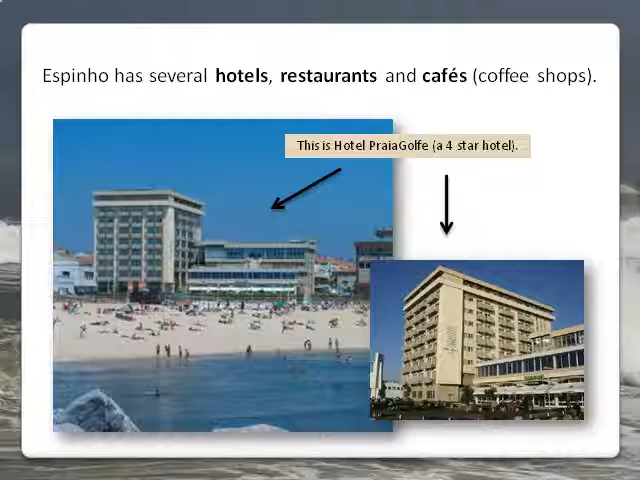 Espinho has several hotels, restaurants and cafés (coffee shops).
This is Hotel PraiaGolfe (a 4 star hotel).